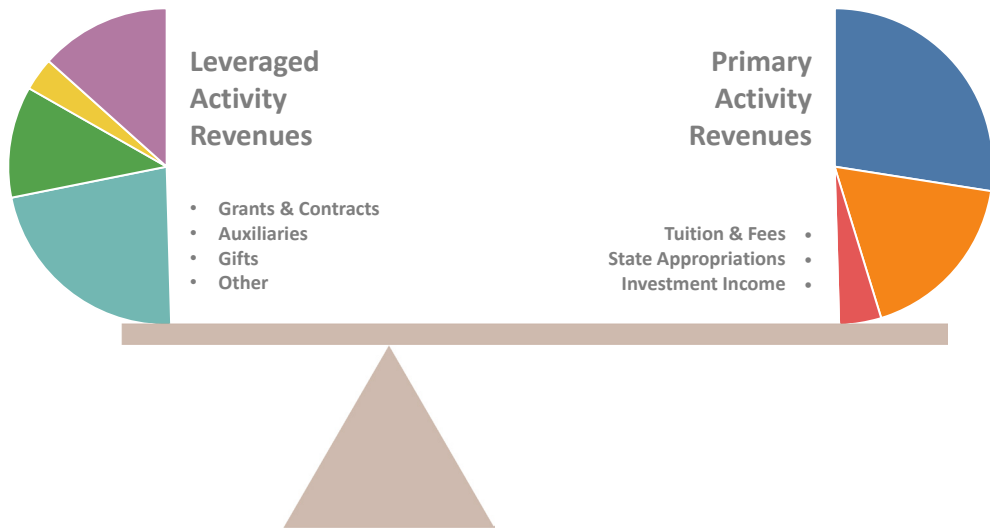 Leveraged
Activity
Revenues
• Grants & Contracts
• Auxiliaries
• Gifts
• Other
Primary
Activity
Revenues
Tuition & Fees •
State Appropriations •
Investment Income •